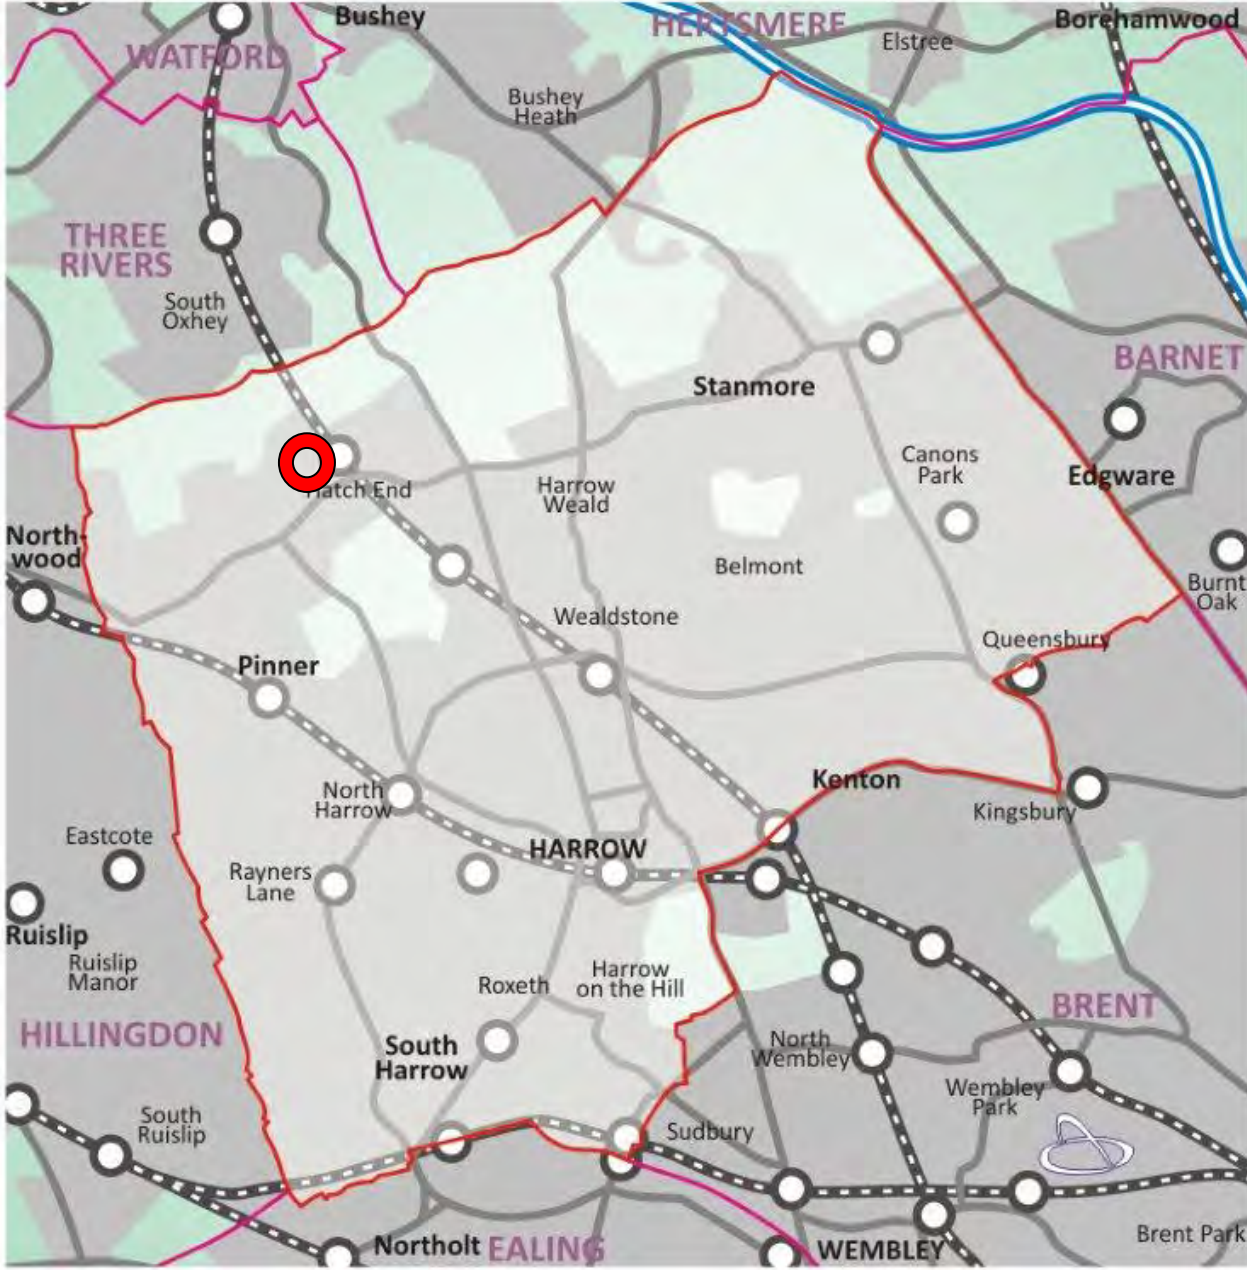 Bushey
HERTSMERE
Borehamwood
WATFORD
Elstree
Bushey
Heath
THREE
RIVERS
South
Oxhey
BARNET
Stanmore
Canons
Park
Edgware
Hatch End
Harrow
Weald
North-
wood
Belmont
Burnt
Oak
Wealdstone
Queensbury
Pinner
Kenton
North
Harrow
Kingsbury
Eastcote
HARROW
Rayners
Lane
Ruislip
Ruislip
Manor
Harrow
on the Hill
Roxeth
BRENT
HILLINGDON
South
Harrow
North
Wembley
Wembley
Park
South
Ruislip
Sudbury
Brent Park
Northolt
EALING
WEMBLEY